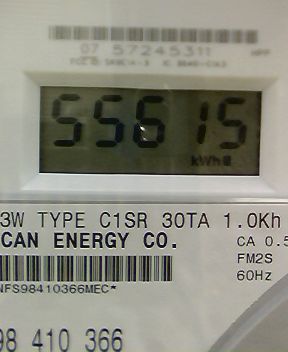 07 57245311
55615
kWh
3W TYPE C1SR 30TA 1.0Kh
CAN ENERGY CO.
CA 0.5
FM2S
60Hz
NFS98410366MEC*
98 410 366